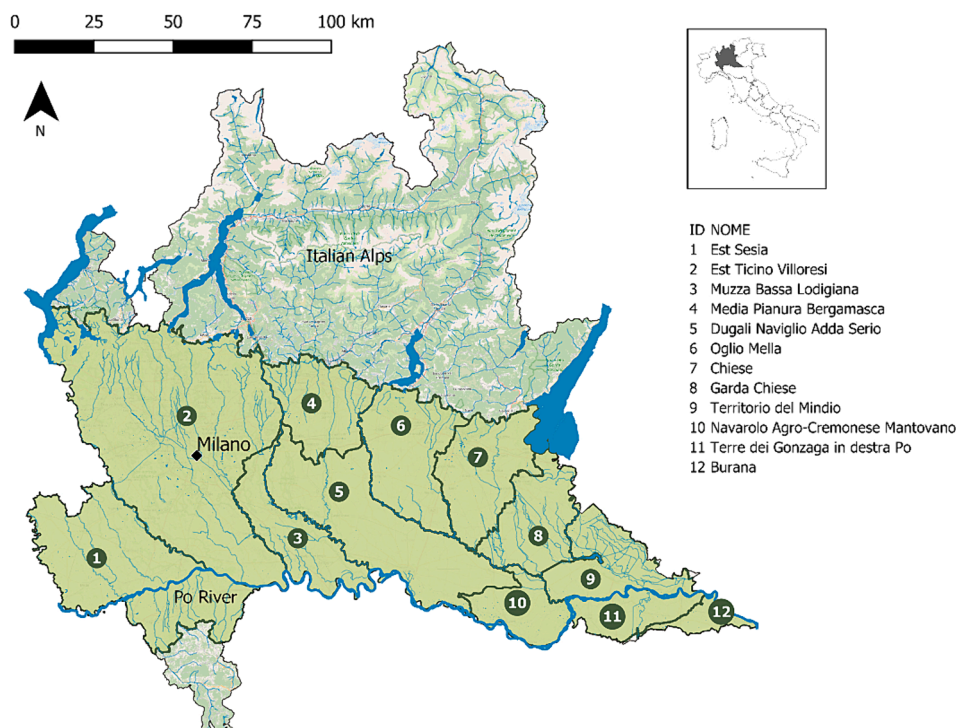 0 25 50 75 100 km
N
Italian Alps
ID NOME
1 Est Sesia
2 Est Ticino Villoresi
3 Muzza Bassa Lodigiana
4 Media Pianura Bergamasca
5 Dugali Naviglio Adda Serio
6 Oglio Mella
7 Chiese
8 Garda Chiese
9 Territorio del Mindio
10 Navarolo Agro-Cremonese Mantovano
11 Terre dei Gonzaga in destra Po
12 Burana
4
2
6
Milano
7
5
3
8
1
9
Po River
10
11
12